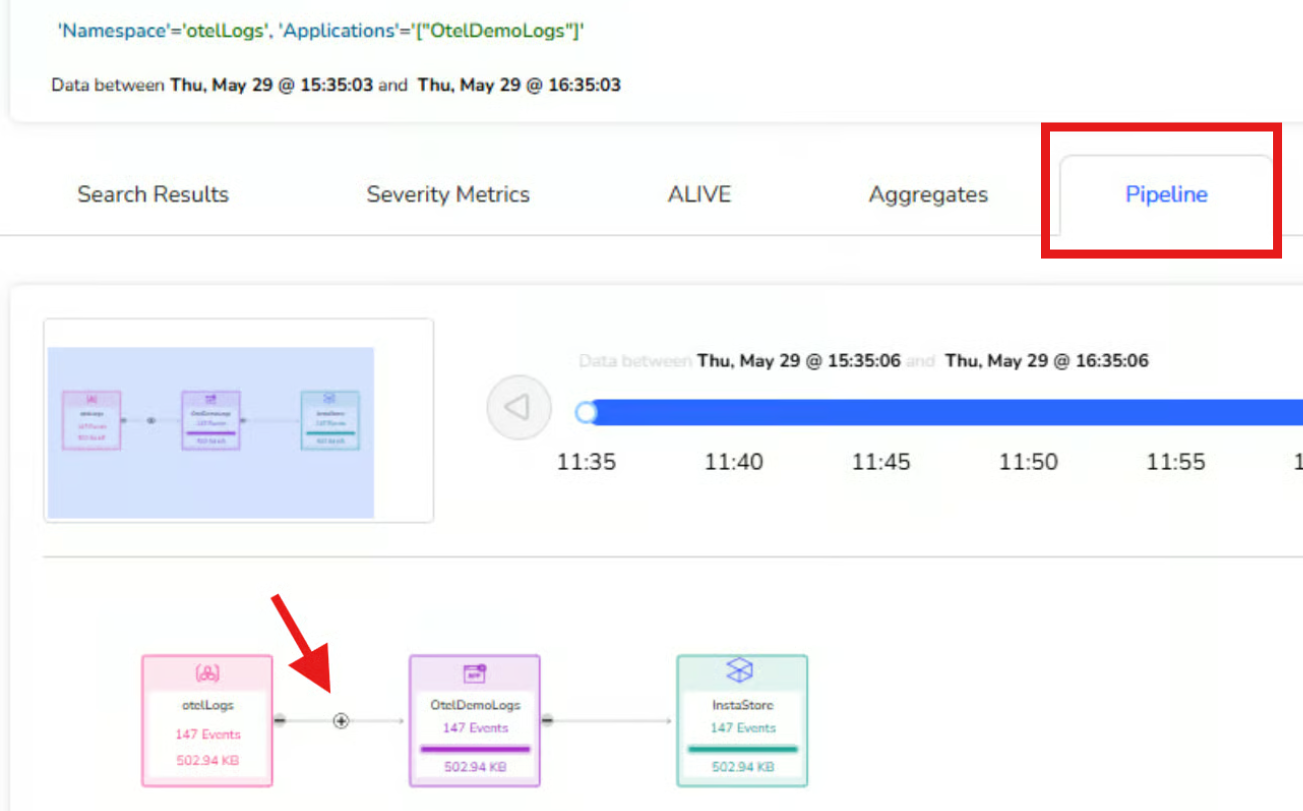 'Namespace'='otelLogs', 'Applications'='["OtelDemoLogs"]'
Data between Thu, May 29 @ 15:35:03 and Thu, May 29 @ 16:35:03
Search Results Severity Metrics ALIVE Aggregates Pipeline
Data between Thu, May 29 @ 15:35:06 and Thu, May 29 @ 16:35:06
11:35 11:40 11:45 11:50 11:55 1
otelLogs OtelDemoLogs InstaStore
147 Events 147 Events 147 Events
502.94 KB 502.94 KB 502.94 KB